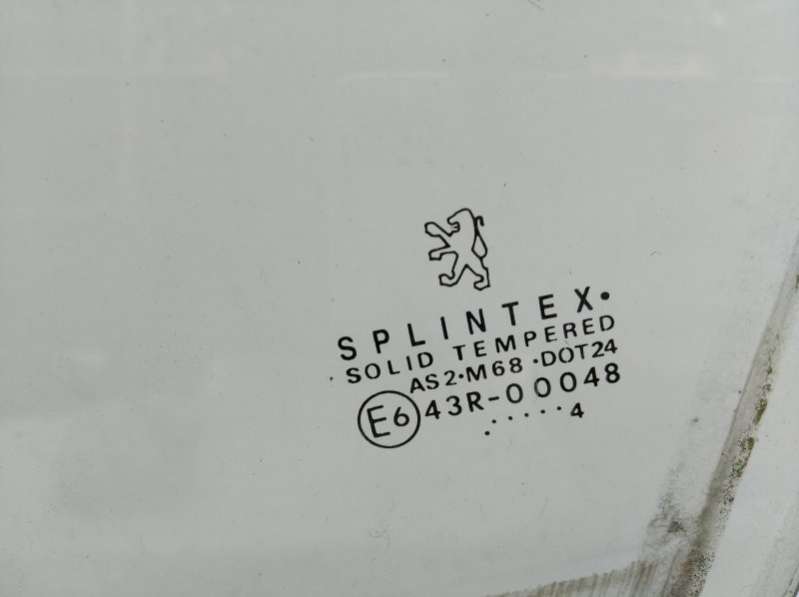 SPLINTEX•
SOLID TEMPERED
AS2•M68 •DOT24
E6 43R-00048
• ..... 4